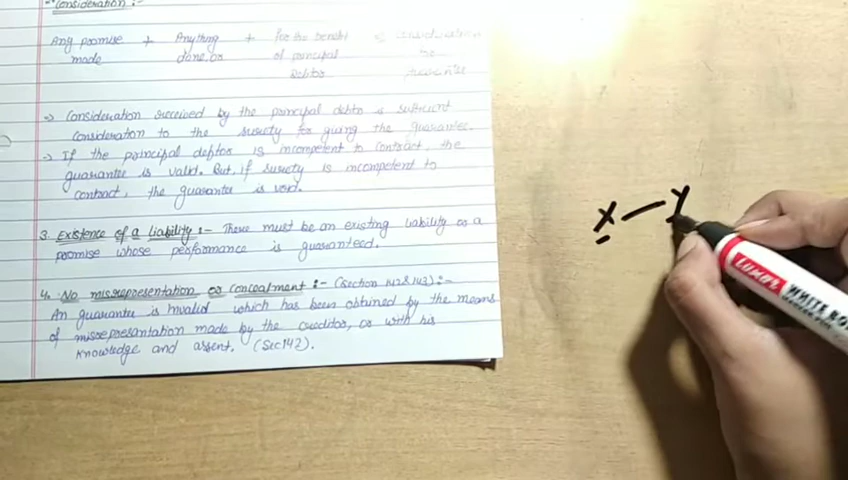 Consideration :-
Any promise + Anything + for the benefit = consideration
made done, or of principal
Debtor
→ Consideration received by the principal debtor is sufficient
consideration to the surety for giving the guarantee.
→ If the principal debtor is incompetent to contract, the
guarantee is valid. But, if surety is incompetent to
contract, the guarantee is void.
3. Existence of a liability :- There must be an existing liability or a
promise whose performance is guaranteed.
4. No misrepresentation or concealment :- (Section 142 & 143) :-
An guarantee is invalid which has been obtained by the means
of misrepresantation made by the creditor, or with his
knowledge and assent. (Sec 142).
X — Y
LUXOR
WHITE BO